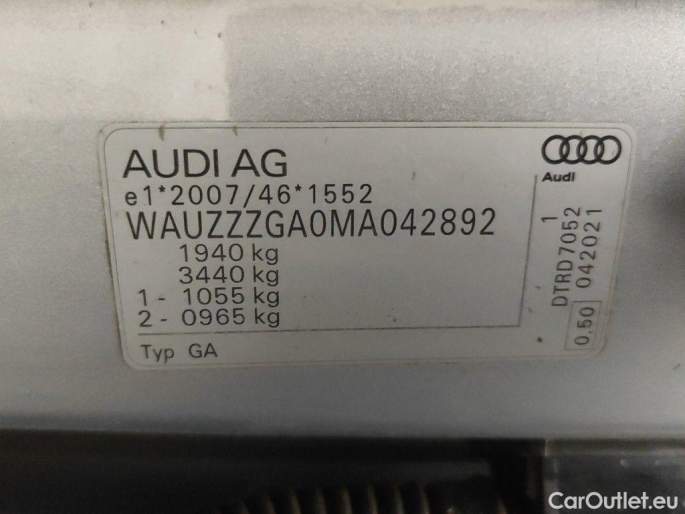 AUDI AG
e1*2007/46*1552
WAUZZZGA0MA042892
1940 kg
3440 kg
1 - 1055 kg
2 - 0965 kg
Typ GA
Audi
DTRD7052 1
0,50 042021
CarOutlet.eu